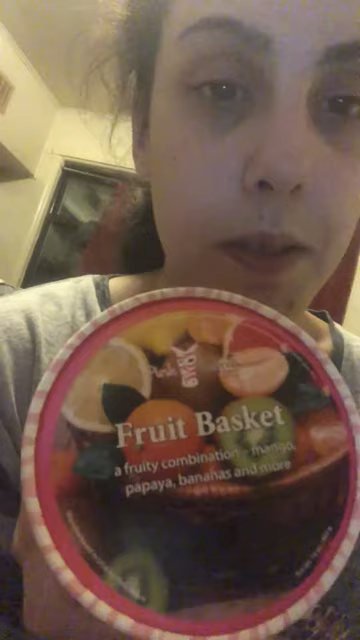 Fruit Basket
a fruity combination - mango,
papaya, bananas and more